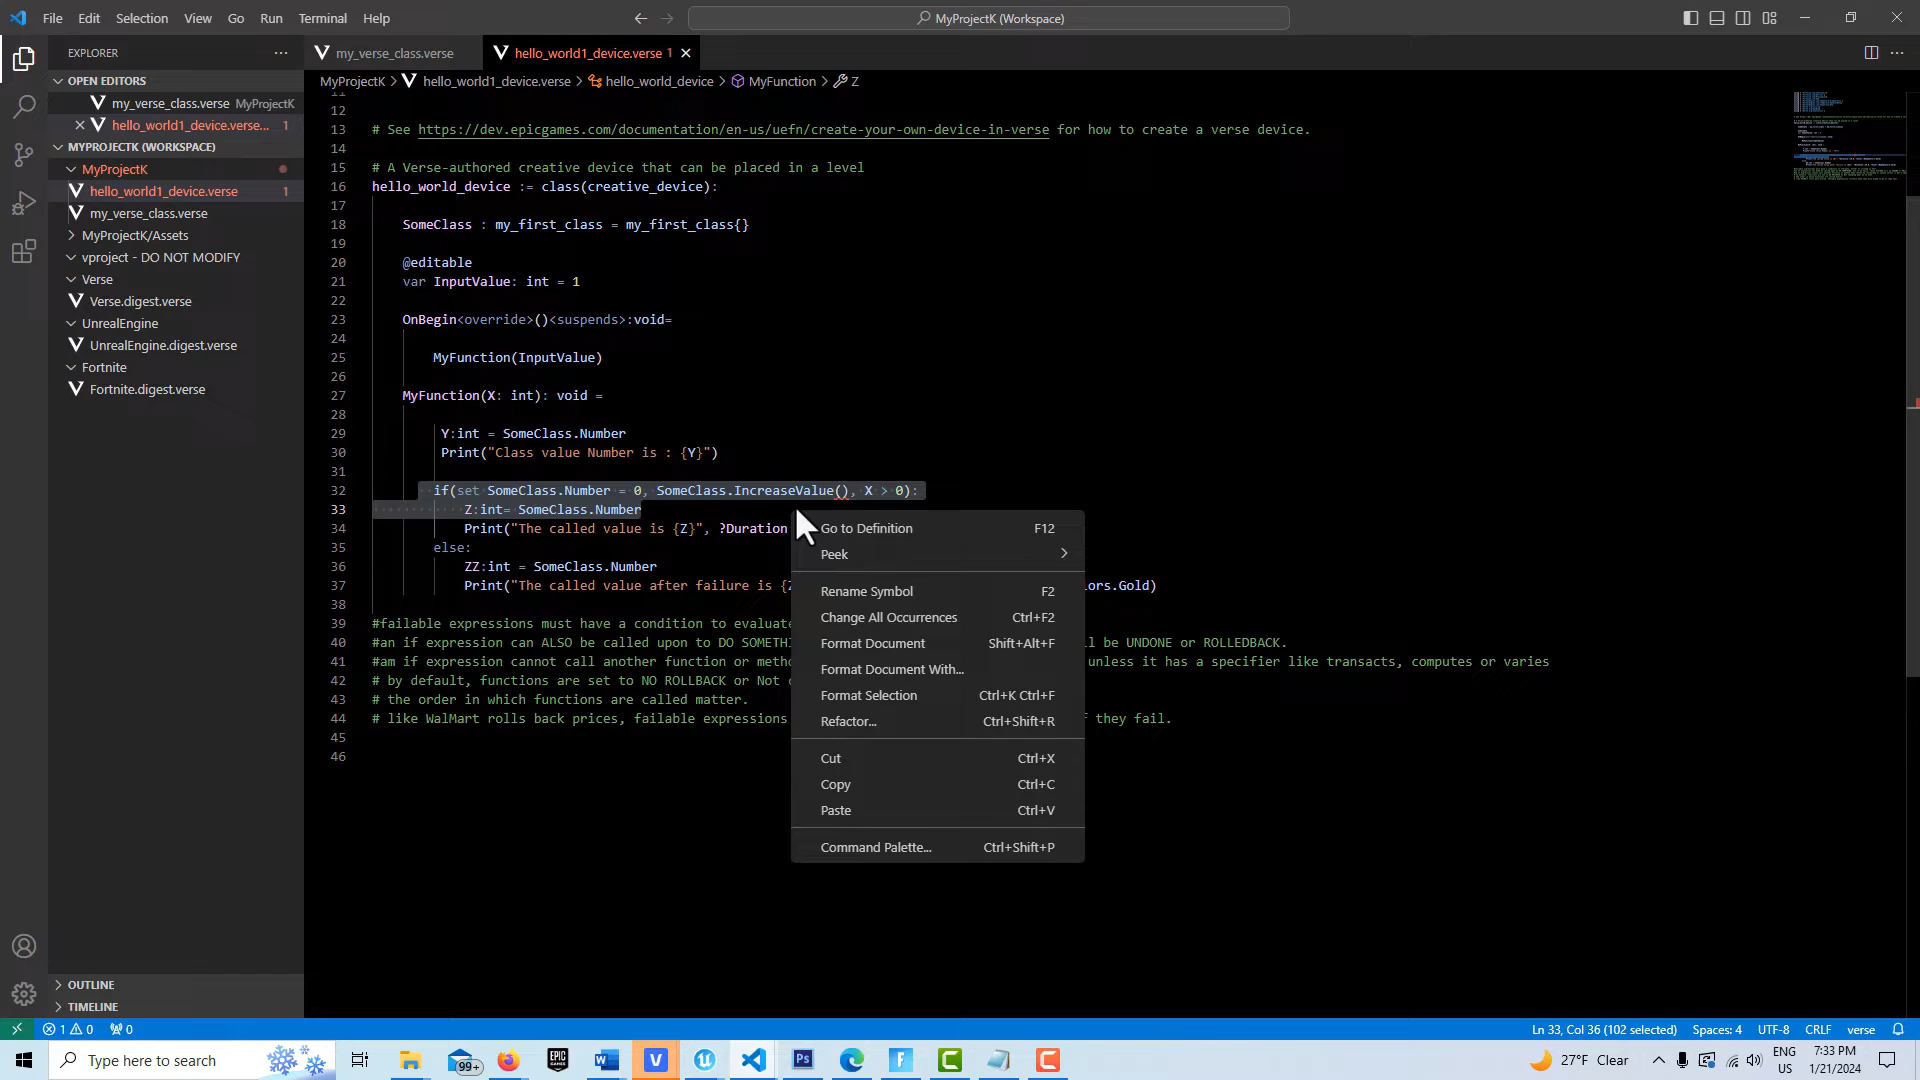 File Edit Selection View Go Run Terminal Help
MyProjectK (Workspace)
EXPLORER
OPEN EDITORS
my_verse_class.verse MyProjectK
hello_world1_device.verse... 1
MYPROJECTK (WORKSPACE)
MyProjectK
hello_world1_device.verse 1
my_verse_class.verse
MyProjectK/Assets
vproject - DO NOT MODIFY
Verse
Verse.digest.verse
UnrealEngine
UnrealEngine.digest.verse
Fortnite
Fortnite.digest.verse
OUTLINE
TIMELINE
my_verse_class.verse
hello_world1_device.verse 1
MyProjectK > hello_world1_device.verse > hello_world_device > MyFunction > Z
12
13 # See https://dev.epicgames.com/documentation/en-us/uefn/create-your-own-device-in-verse for how to create a verse device.
14
15 # A Verse-authored creative device that can be placed in a level
16 hello_world_device := class(creative_device):
17
18 SomeClass : my_first_class = my_first_class{}
19
20 @editable
21 var InputValue: int = 1
22
23 OnBegin<override>()<suspends>:void=
24
25 MyFunction(InputValue)
26
27 MyFunction(X: int): void =
28
29 Y:int = SomeClass.Number
30 Print("Class value Number is : {Y}")
31
32 if(set SomeClass.Number = 0, SomeClass.IncreaseValue(), X > 0):
33 Z:int= SomeClass.Number
34 Print("The called value is {Z}", ?Duration
35 else:
36 ZZ:int = SomeClass.Number
37 Print("The called value after failure is { ors.Gold)
38
39 #failable expressions must have a condition to evaluate
40 #an if expression can ALSO be called upon to DO SOMETHI ll be UNDONE or ROLLEDBACK.
41 #am if expression cannot call another function or metho unless it has a specifier like transacts, computes or varies
42 # by default, functions are set to NO ROLLBACK or Not
43 # the order in which functions are called matter.
44 # like WalMart rolls back prices, failable expressions they fail.
45
46
Go to Definition F12
Peek
Rename Symbol F2
Change All Occurrences Ctrl+F2
Format Document Shift+Alt+F
Format Document With...
Format Selection Ctrl+K Ctrl+F
Refactor... Ctrl+Shift+R
Cut Ctrl+X
Copy Ctrl+C
Paste Ctrl+V
Command Palette... Ctrl+Shift+P
1 0 0
Ln 33, Col 36 (102 selected) Spaces: 4 UTF-8 CRLF verse
Type here to search
99+
EPIC GAMES
27°F Clear
ENG US
7:33 PM
1/21/2024